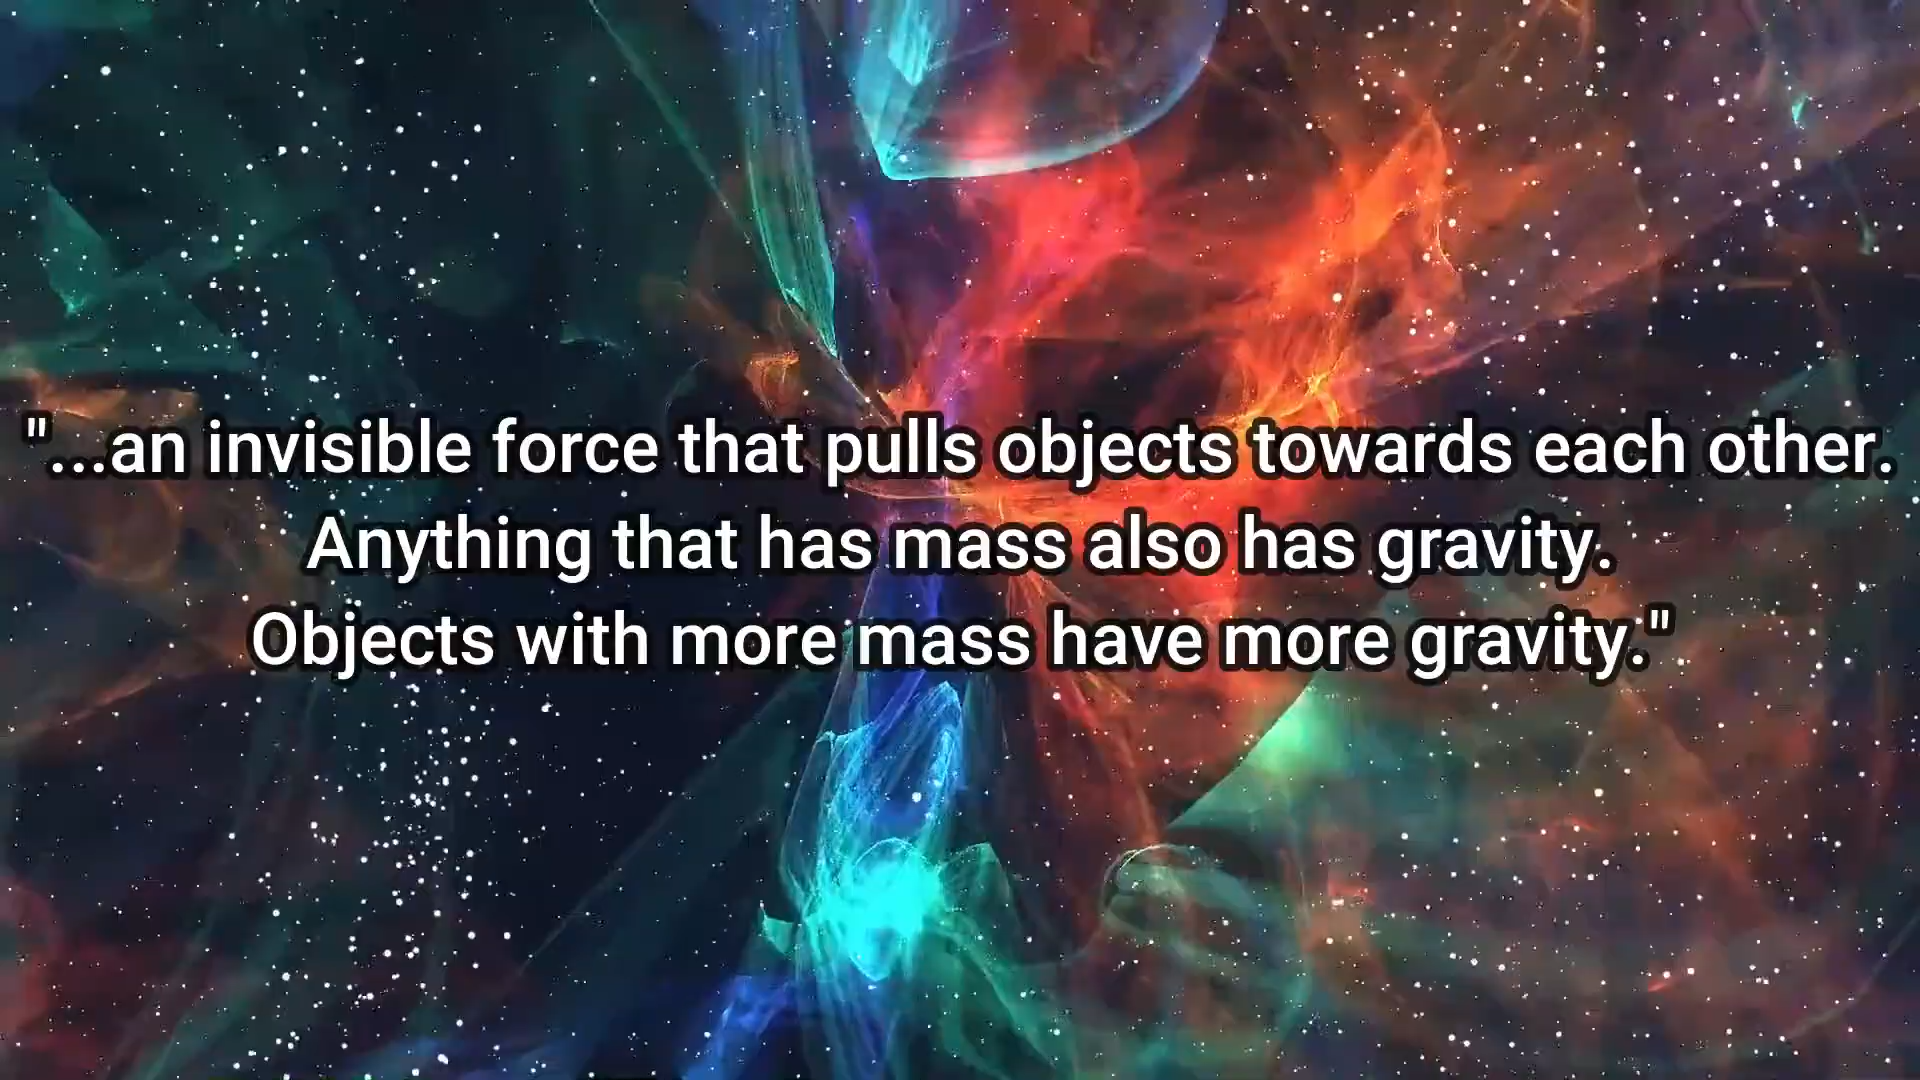 "...an invisible force that pulls objects towards each other.
Anything that has mass also has gravity.
Objects with more mass have more gravity."